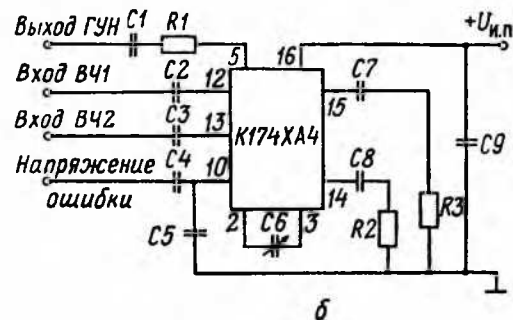 Выход ГУН C1 R1 +Uи.п
5 16 C7
Вход ВЧ1 C2 12
15
Вход ВЧ2 C3 13 К174ХА4 C9
Напряжение ошибки C4 10 C8
14
C5 2 C6 3 R2 R3
б